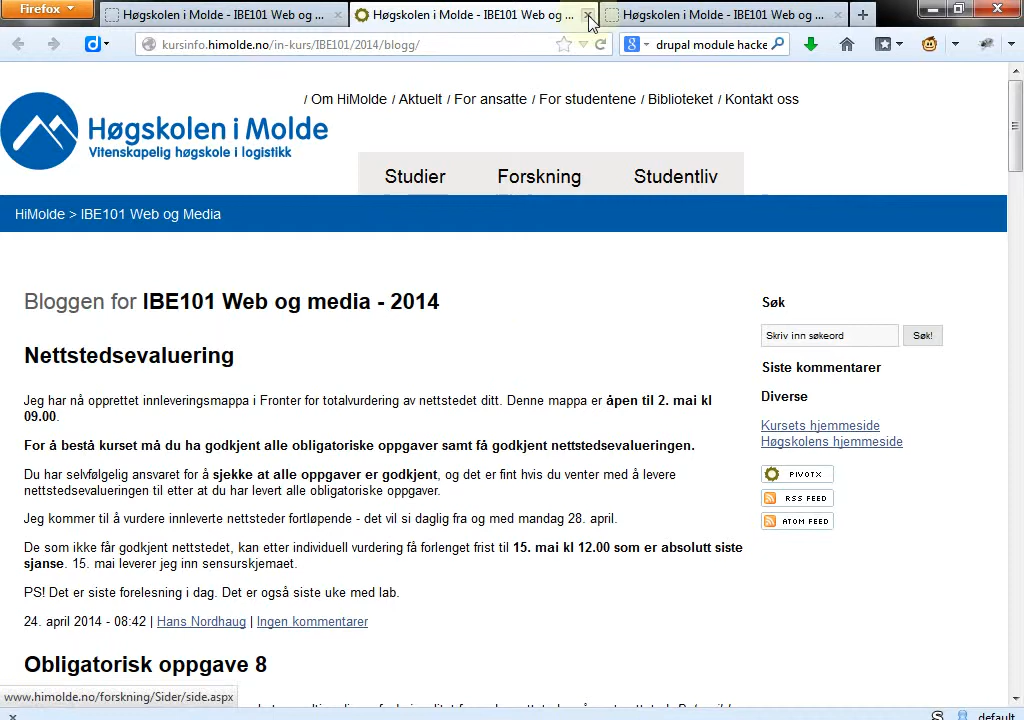 Firefox
Høgskolen i Molde - IBE101 Web og ...
Høgskolen i Molde - IBE101 Web og ...
Høgskolen i Molde - IBE101 Web og ...
kursinfo.himolde.no/in-kurs/IBE101/2014/blogg/
drupal module hacke
/ Om HiMolde / Aktuelt / For ansatte / For studentene / Biblioteket / Kontakt oss
Høgskolen i Molde
Vitenskapelig høgskole i logistikk
Studier Forskning Studentliv
HiMolde > IBE101 Web og Media
Bloggen for IBE101 Web og media - 2014
Nettstedsevaluering
Jeg har nå opprettet innleveringsmappa i Fronter for totalvurdering av nettstedet ditt. Denne mappa er åpen til 2. mai kl
09.00.
For å bestå kurset må du ha godkjent alle obligatoriske oppgaver samt få godkjent nettstedsevalueringen.
Du har selvfølgelig ansvaret for å sjekke at alle oppgaver er godkjent, og det er fint hvis du venter med å levere
nettstedsevalueringen til etter at du har levert alle obligatoriske oppgaver.
Jeg kommer til å vurdere innleverte nettsteder fortløpende - det vil si daglig fra og med mandag 28. april.
De som ikke får godkjent nettstedet, kan etter individuell vurdering få forlenget frist til 15. mai kl 12.00 som er absolutt siste
sjanse. 15. mai leverer jeg inn sensurskjemaet.
PS! Det er siste forelesning i dag. Det er også siste uke med lab.
24. april 2014 - 08:42 | Hans Nordhaug | Ingen kommentarer
Obligatorisk oppgave 8
Søk
Skriv inn søkeord Søk!
Siste kommentarer
Diverse
Kursets hjemmeside
Høgskolens hjemmeside
PIVOTX
RSS FEED
ATOM FEED
www.himolde.no/forskning/Sider/side.aspx
default